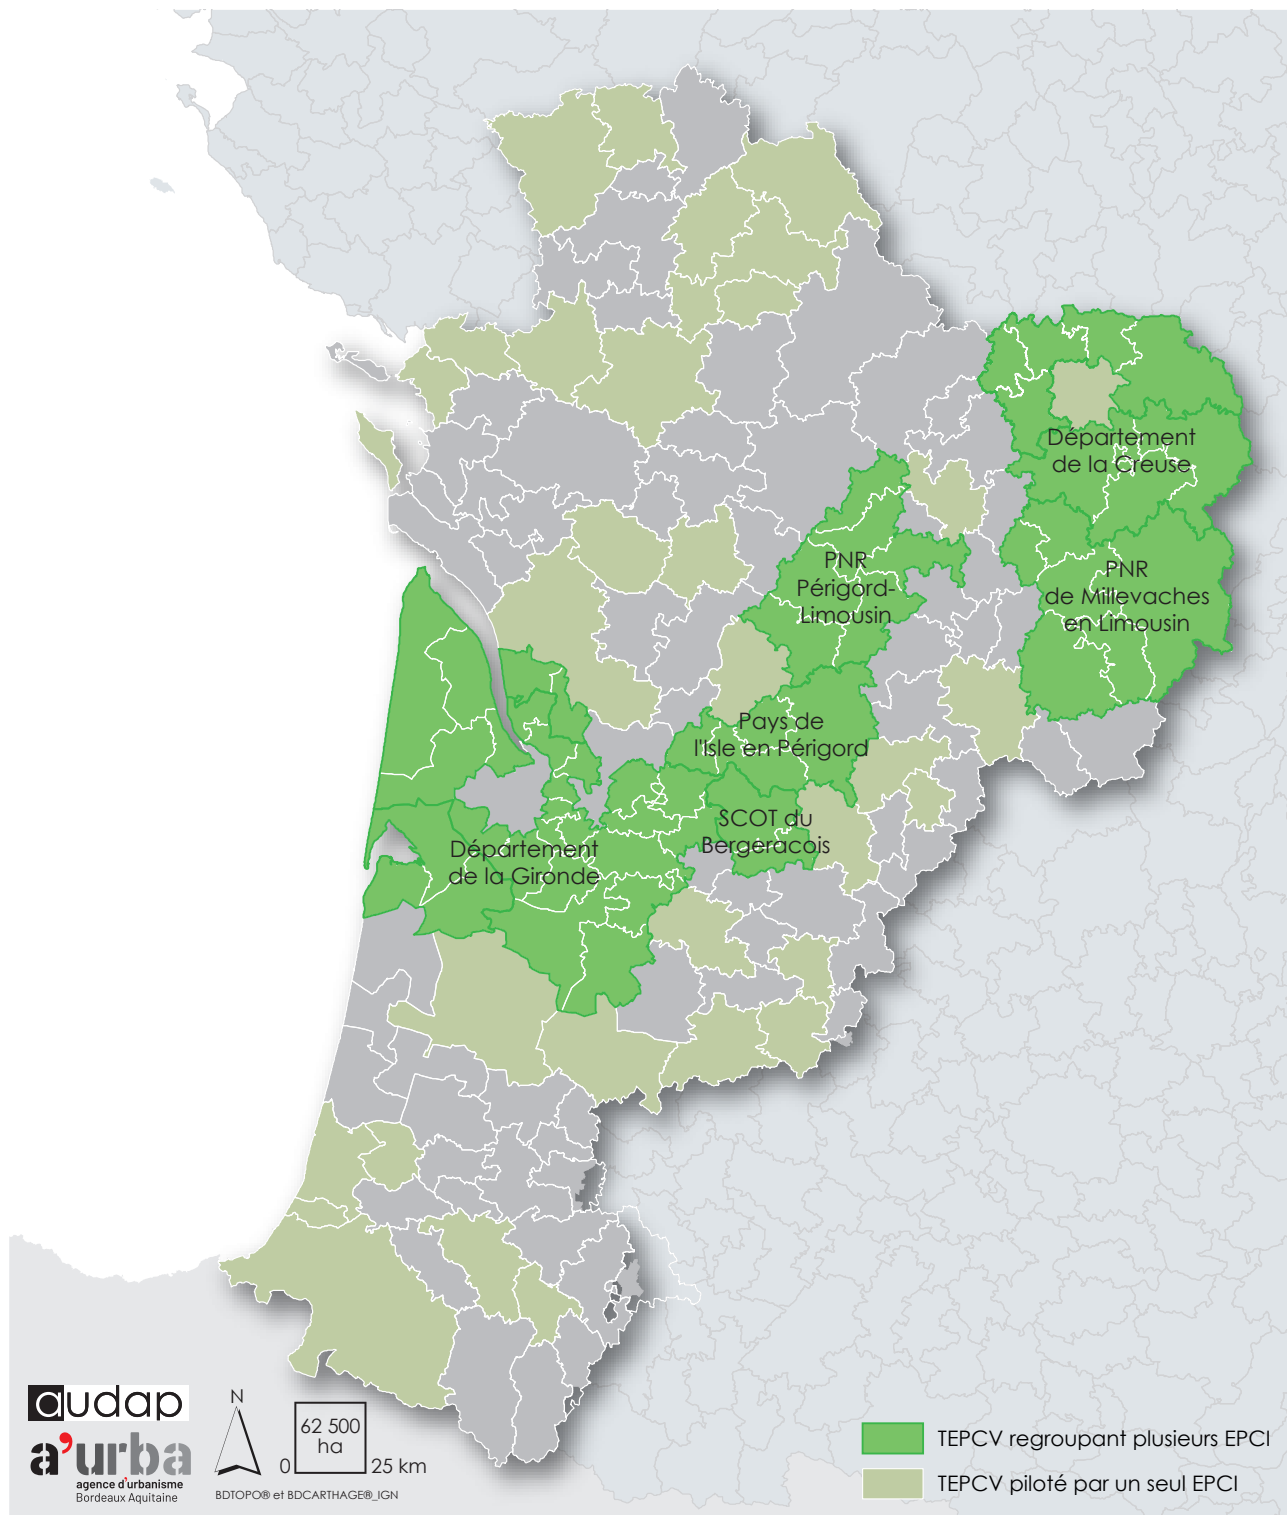 Département
de la Creuse
PNR
Périgord-
Limousin
PNR
de Millevaches
en Limousin
Pays de
l'Isle en Périgord
SCOT du
Bergeracois
Département
de la Gironde
audap
a'urba
agence d'urbanisme
Bordeaux Aquitaine
N
62 500
ha
0
25 km
BDTOPO® et BDCARTHAGE®_IGN
TEPCV regroupant plusieurs EPCI
TEPCV piloté par un seul EPCI